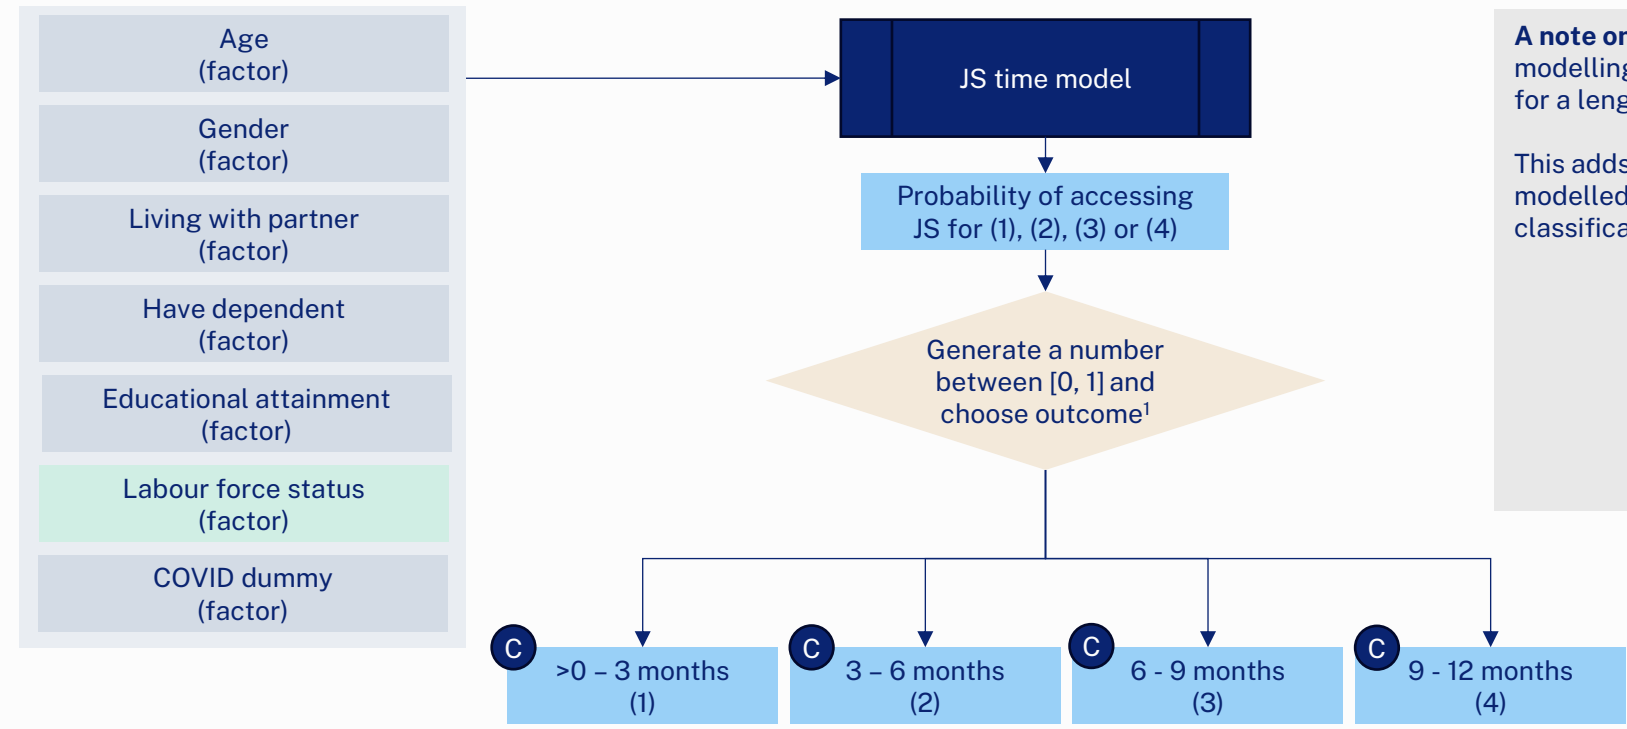 Age
(factor)
Gender
(factor)
Living with partner
(factor)
Have dependent
(factor)
Educational attainment
(factor)
Labour force status
(factor)
COVID dummy
(factor)
JS time model
Probability of accessing
JS for (1), (2), (3) or (4)
Generate a number
between [0, 1] and
choose outcome¹
C
>0 – 3 months
(1)
C
3 – 6 months
(2)
C
6 - 9 months
(3)
C
9 - 12 months
(4)
A note
modelling
for a
This adds
modelled